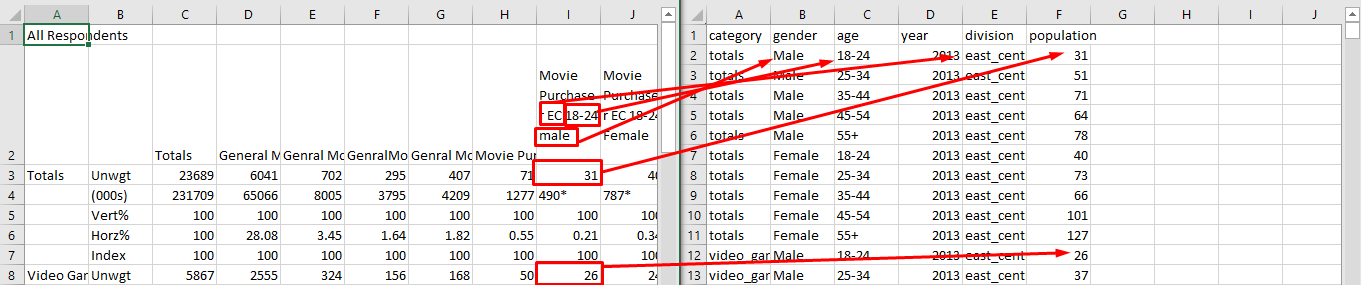 A B C D E F G H I J
1 All Respondents
Movie Movie
Purchase Purchase
r EC 18-24 r EC 18-24
male Female
2 Totals General M Genral Mo GenralMo Genral Mo Movie Pur
3 Totals Unwgt 23689 6041 702 295 407 71 31 40
4 (000s) 231709 65066 8005 3795 4209 1277 490* 787*
5 Vert% 100 100 100 100 100 100 100 100
6 Horz% 100 28.08 3.45 1.64 1.82 0.55 0.21 0.34
7 Index 100 100 100 100 100 100 100 100
8 Video Gar Unwgt 5867 2555 324 156 168 50 26 24
A B C D E F G H I J
1 category gender age year division population
2 totals Male 18-24 2013 east_cent 31
3 totals Male 25-34 2013 east_cent 51
4 totals Male 35-44 2013 east_cent 71
5 totals Male 45-54 2013 east_cent 64
6 totals Male 55+ 2013 east_cent 78
7 totals Female 18-24 2013 east_cent 40
8 totals Female 25-34 2013 east_cent 73
9 totals Female 35-44 2013 east_cent 66
10 totals Female 45-54 2013 east_cent 101
11 totals Female 55+ 2013 east_cent 127
12 video_gar Male 18-24 2013 east_cent 26
13 video_gar Male 25-34 2013 east_cent 37